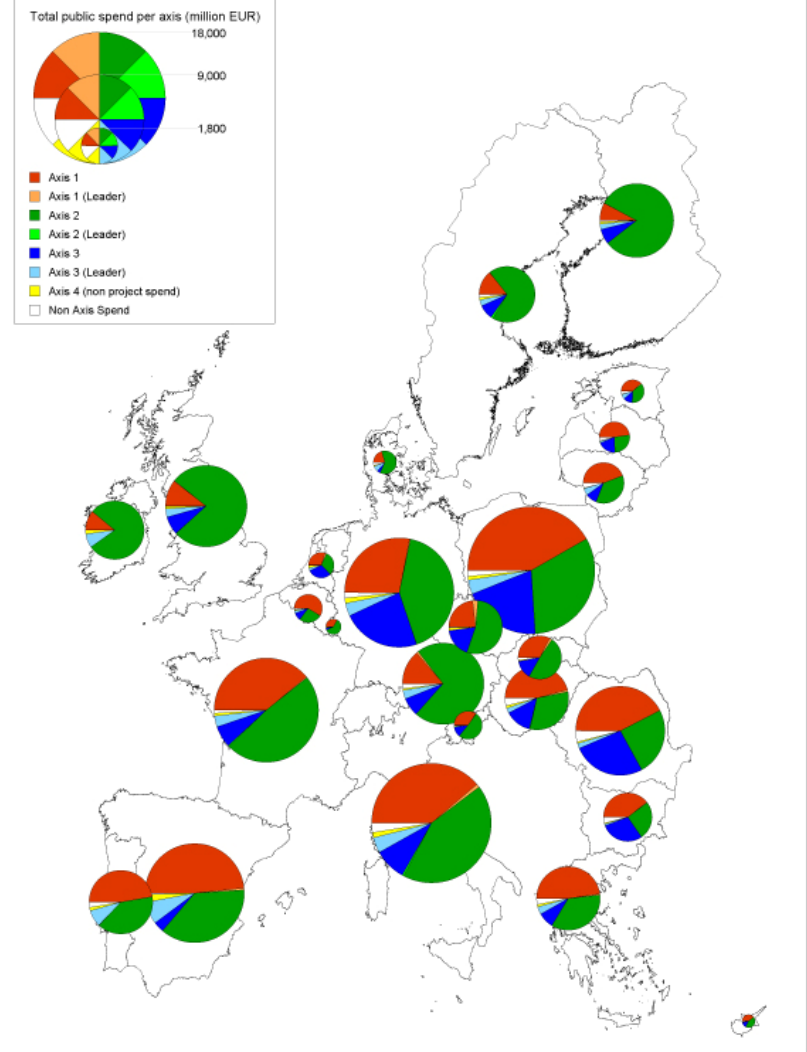 Total public spend per axis (million EUR)
18,000
9,000
1,800
Axis 1
Axis 1 (Leader)
Axis 2
Axis 2 (Leader)
Axis 3
Axis 3 (Leader)
Axis 4 (non project spend)
Non Axis Spend